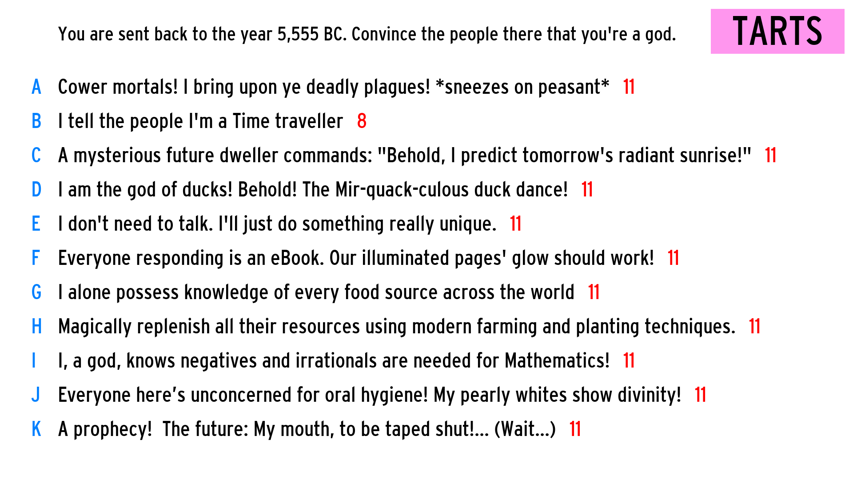 You are sent back to the year 5,555 BC. Convince the people there that you're a god.
TARTS
A Cower mortals! I bring upon ye deadly plagues! *sneezes on peasant* 11
B I tell the people I'm a Time traveller 8
C A mysterious future dweller commands: "Behold, I predict tomorrow's radiant sunrise!" 11
D I am the god of ducks! Behold! The Mir-quack-culous duck dance! 11
E I don't need to talk. I'll just do something really unique. 11
F Everyone responding is an eBook. Our illuminated pages' glow should work! 11
G I alone possess knowledge of every food source across the world 11
H Magically replenish all their resources using modern farming and planting techniques. 11
I I, a god, knows negatives and irrationals are needed for Mathematics! 11
J Everyone here’s unconcerned for oral hygiene! My pearly whites show divinity! 11
K A prophecy!  The future: My mouth, to be taped shut!... (Wait...) 11